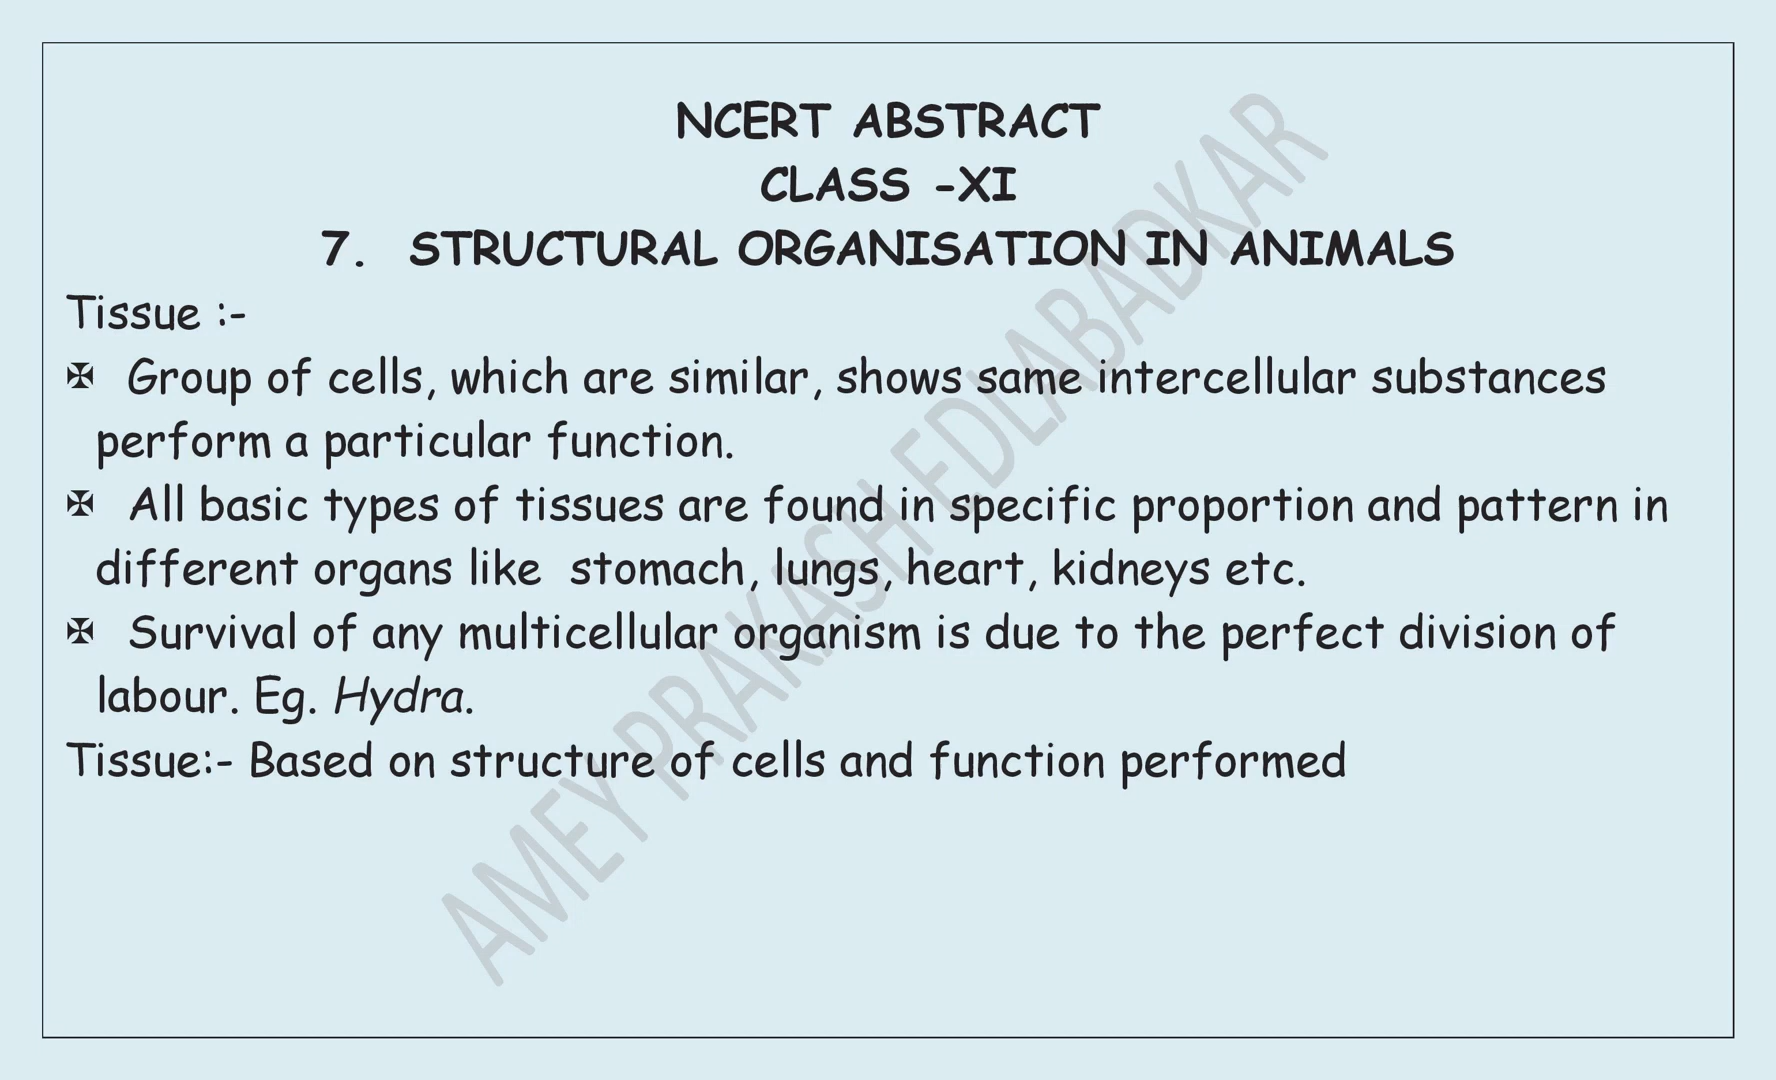 NCERT ABSTRACT
CLASS -XI
7. STRUCTURAL ORGANISATION IN ANIMALS
Tissue :-
✠ Group of cells, which are similar, shows same intercellular substances
perform a particular function.
✠ All basic types of tissues are found in specific proportion and pattern in
different organs like stomach, lungs, heart, kidneys etc.
✠ Survival of any multicellular organism is due to the perfect division of
labour. Eg. Hydra.
Tissue:- Based on structure of cells and function performed
AMEY PRAKASH EDLABADKAR